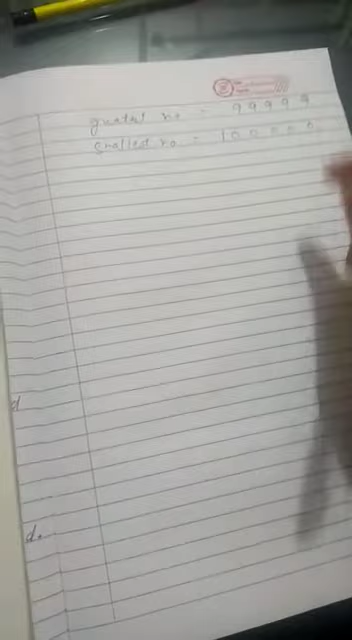 greatest no - 99999
smallest no - 100000
d
d.